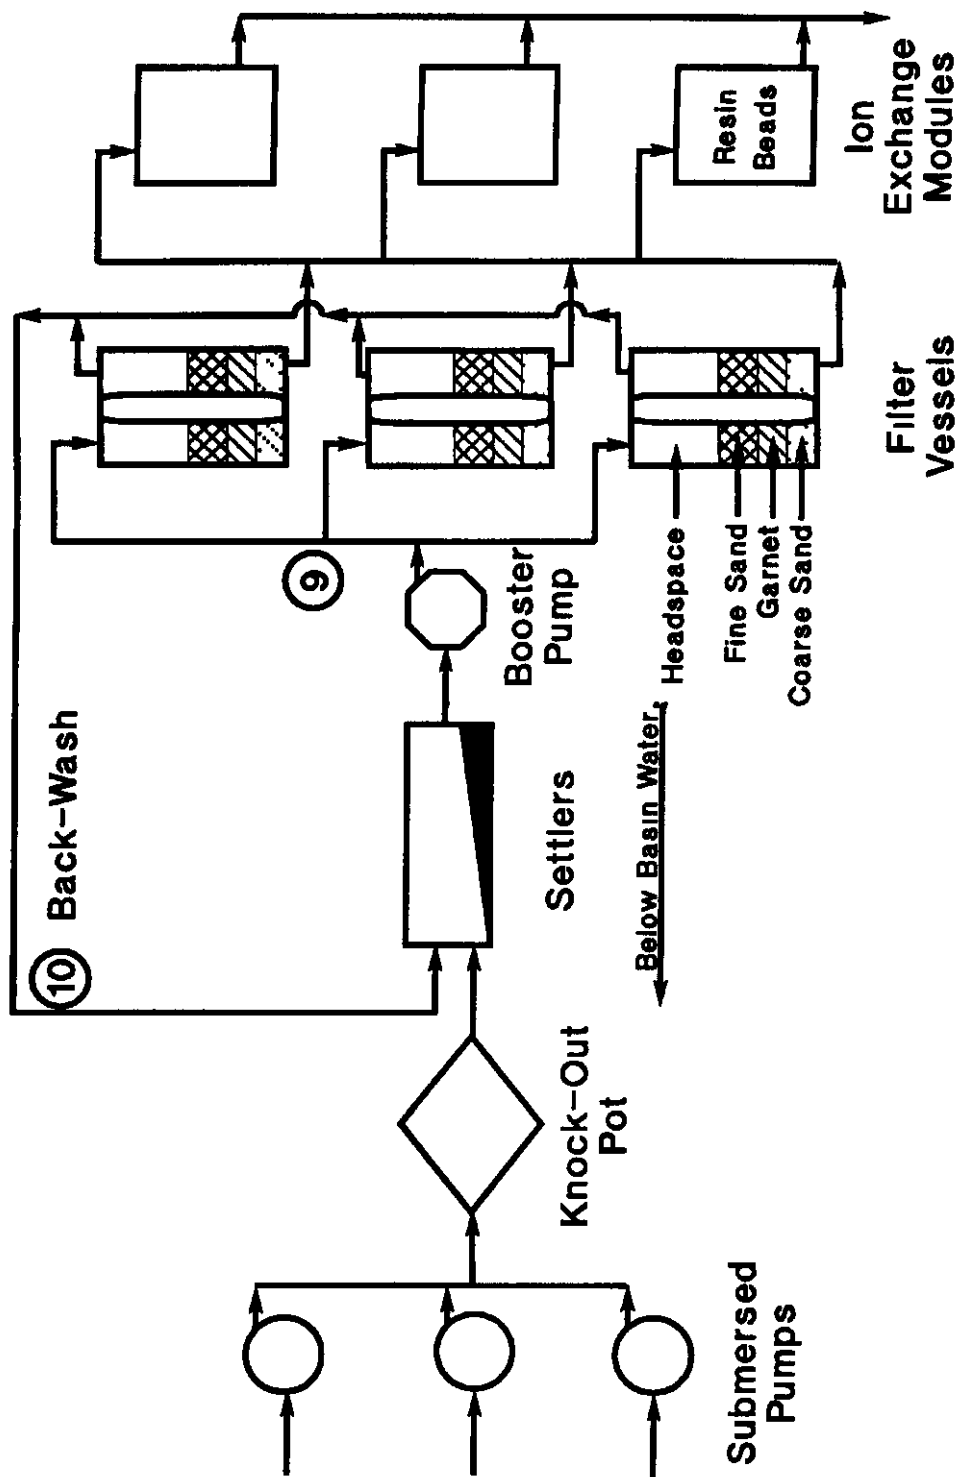 10
Back-Wash
9
Submersed
Pumps
Knock-Out
Pot
Settlers
Booster
Pump
Below Basin Water
Headspace
Fine Sand
Garnet
Coarse Sand
Filter
Vessels
Resin
Beads
Ion
Exchange
Modules